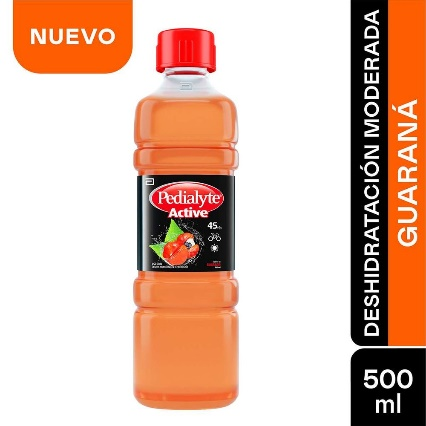 NUEVO
Pedialyte®
Active
45
DESHIDRATACIÓN MODERADA
GUARANÁ
500
ml